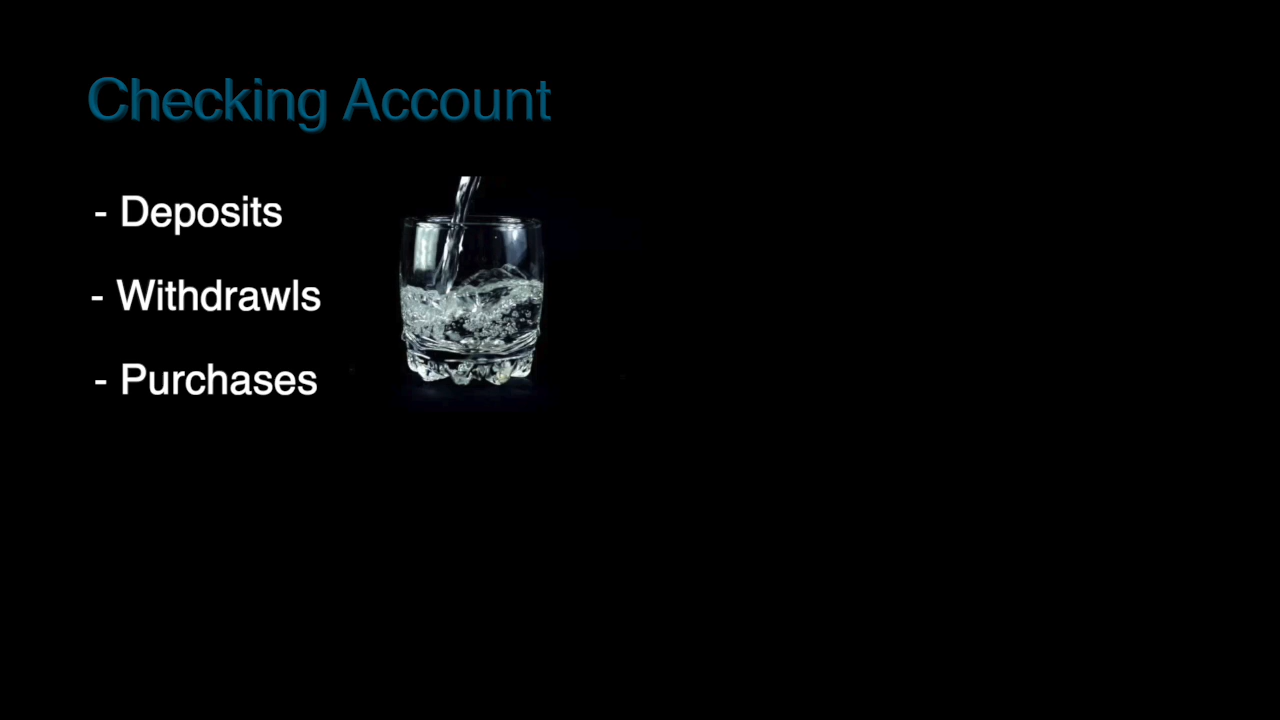 Checking Account
- Deposits
- Withdrawls
- Purchases